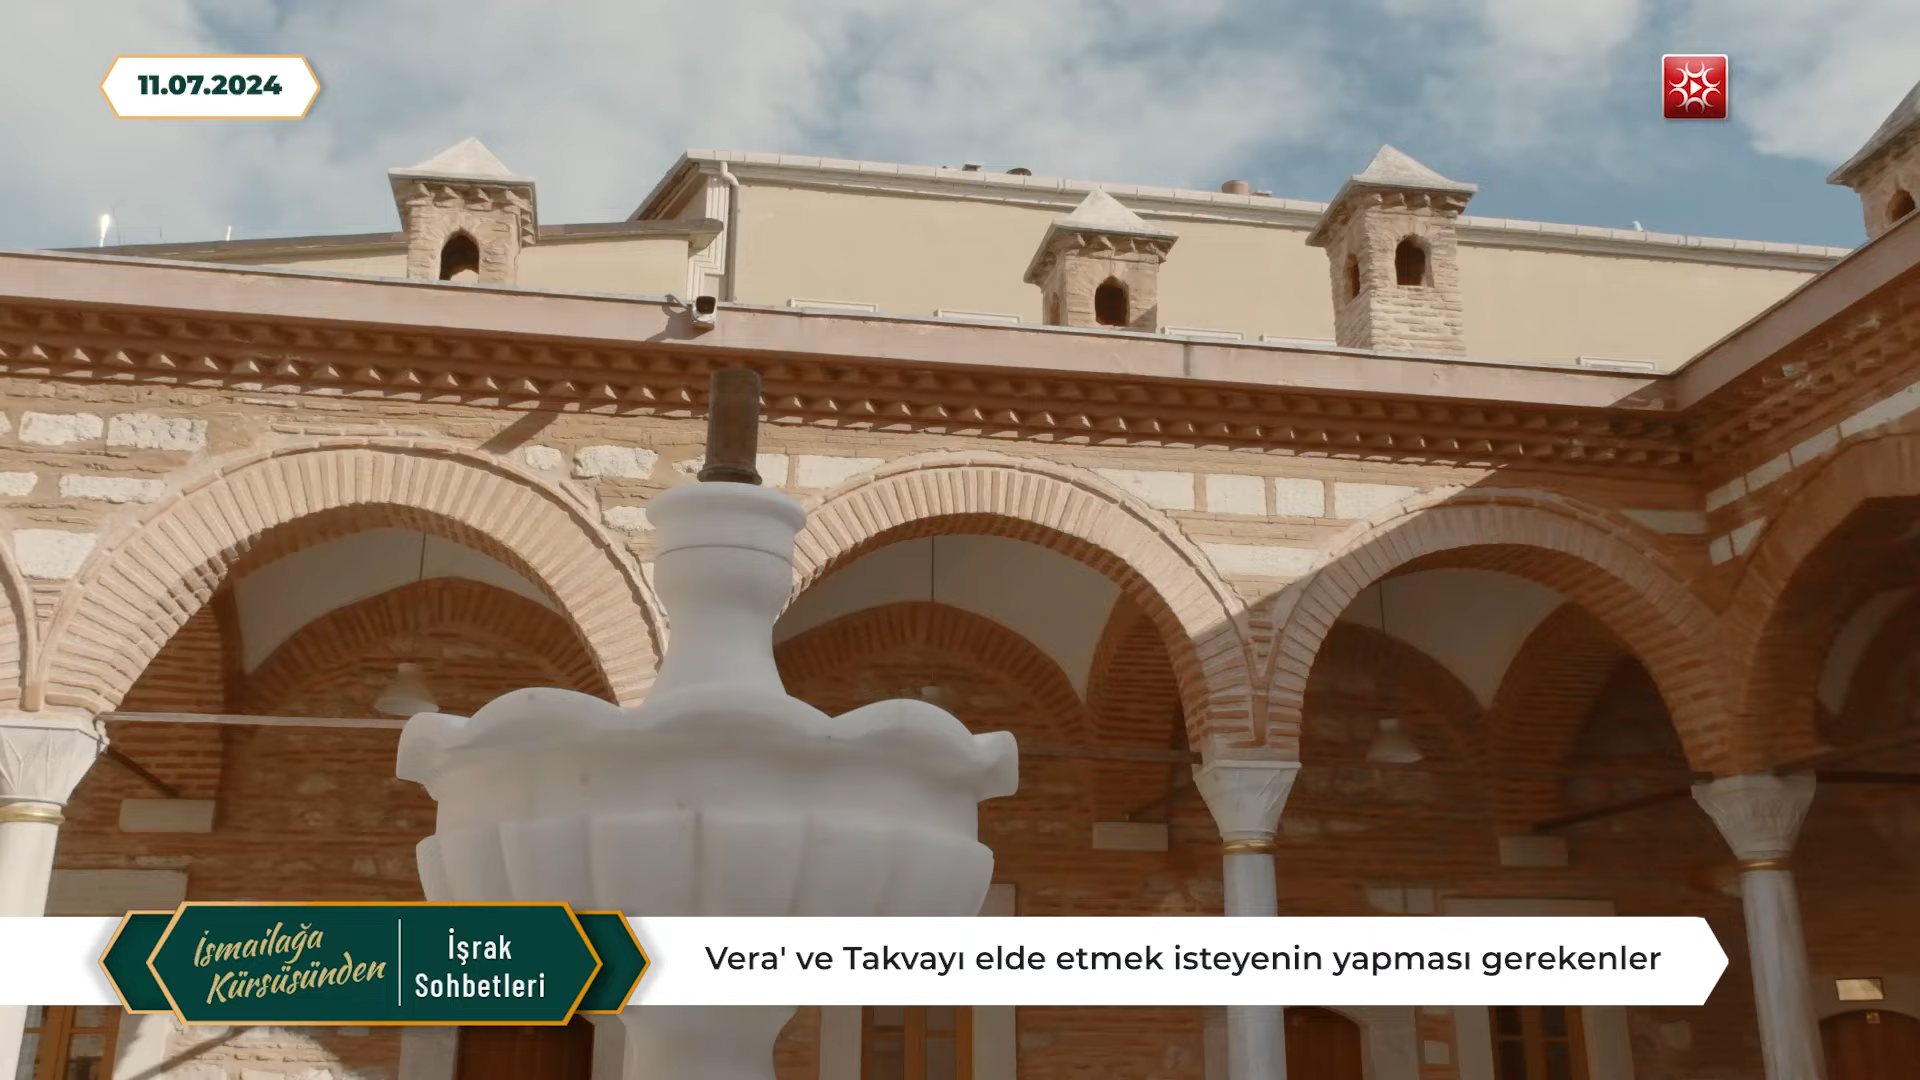 11.07.2024
İsmailağa
Kürsüsünden
İşrak
Sohbetleri
Vera' ve Takvayı elde etmek isteyenin yapması gerekenler